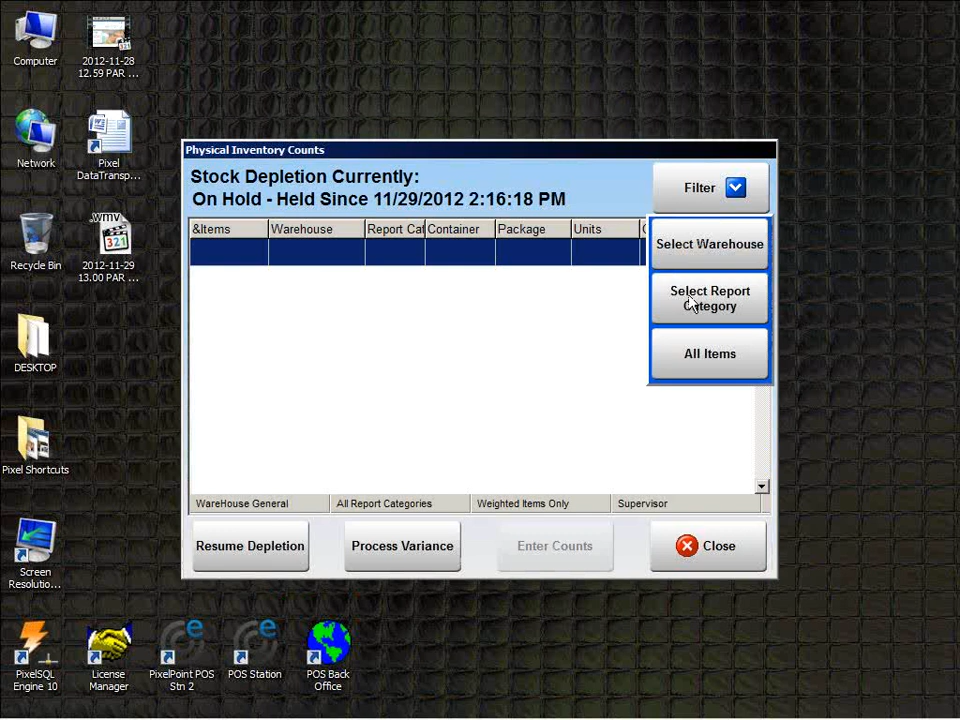 Computer
2012-11-28
12.59 PAR ...
Network
Pixel
DataTransp...
.wmv
321
Recycle Bin
2012-11-29
13.00 PAR ...
DESKTOP
Pixel Shortcuts
Screen
Resolutio...
PixelSQL
Engine 10
License
Manager
PixelPoint POS
Stn 2
POS Station
POS Back
Office
Physical Inventory Counts
Stock Depletion Currently:
On Hold - Held Since 11/29/2012 2:16:18 PM
Filter
&Items Warehouse Report Cat Container Package Units
Select Warehouse
Select Report
Category
All Items
WareHouse General All Report Categories Weighted Items Only Supervisor
Resume Depletion Process Variance Enter Counts Close